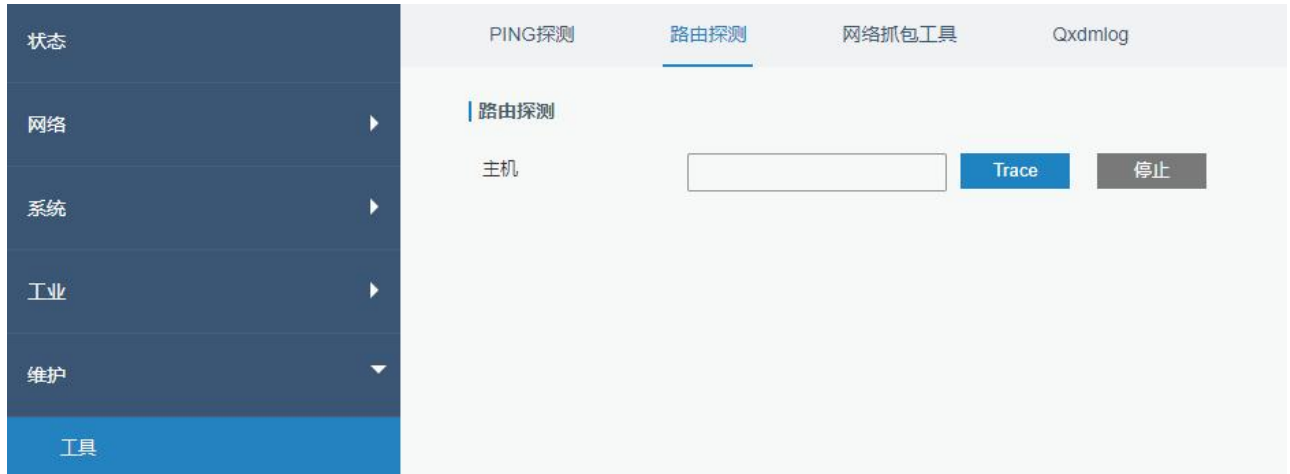 状态
网络
系统
工业
维护
工具
PING探测 路由探测 网络抓包工具 Qxdmlog
路由探测
主机 Trace 停止